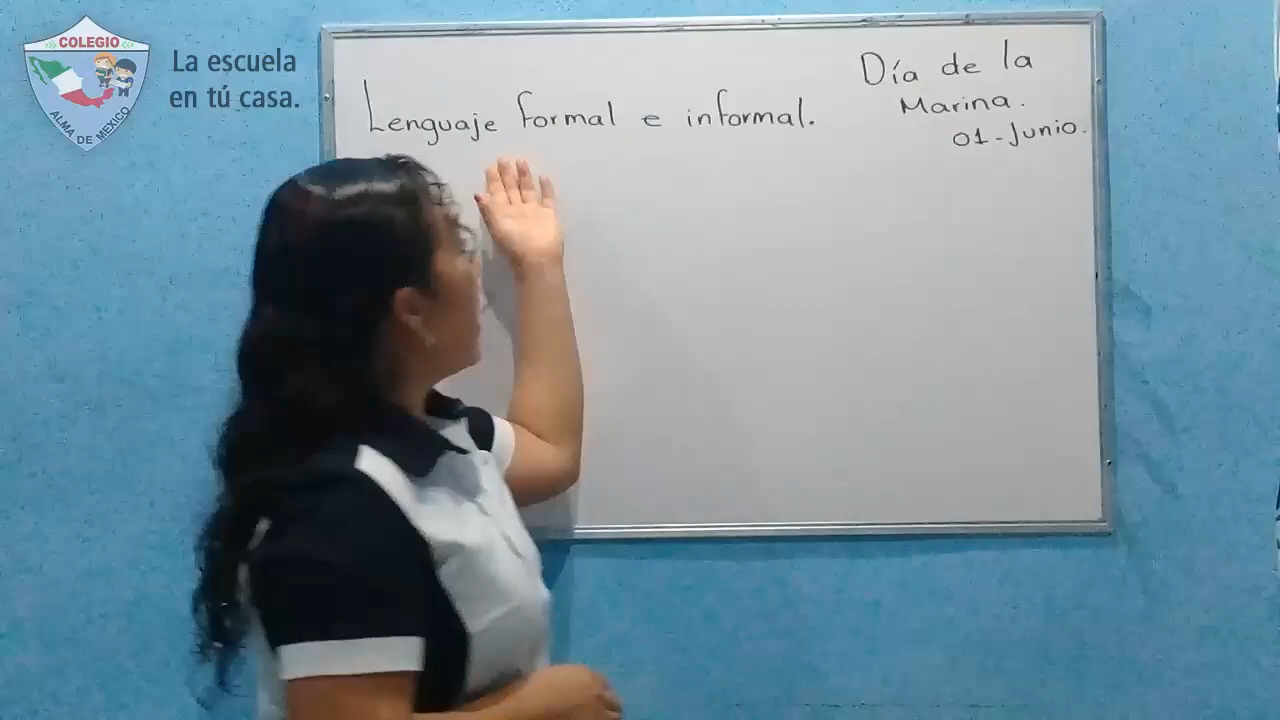 COLEGIO
ALMA DE MEXICO
La escuela
en tú casa.
Lenguaje formal e informal.
Día de la
Marina.
01-Junio.